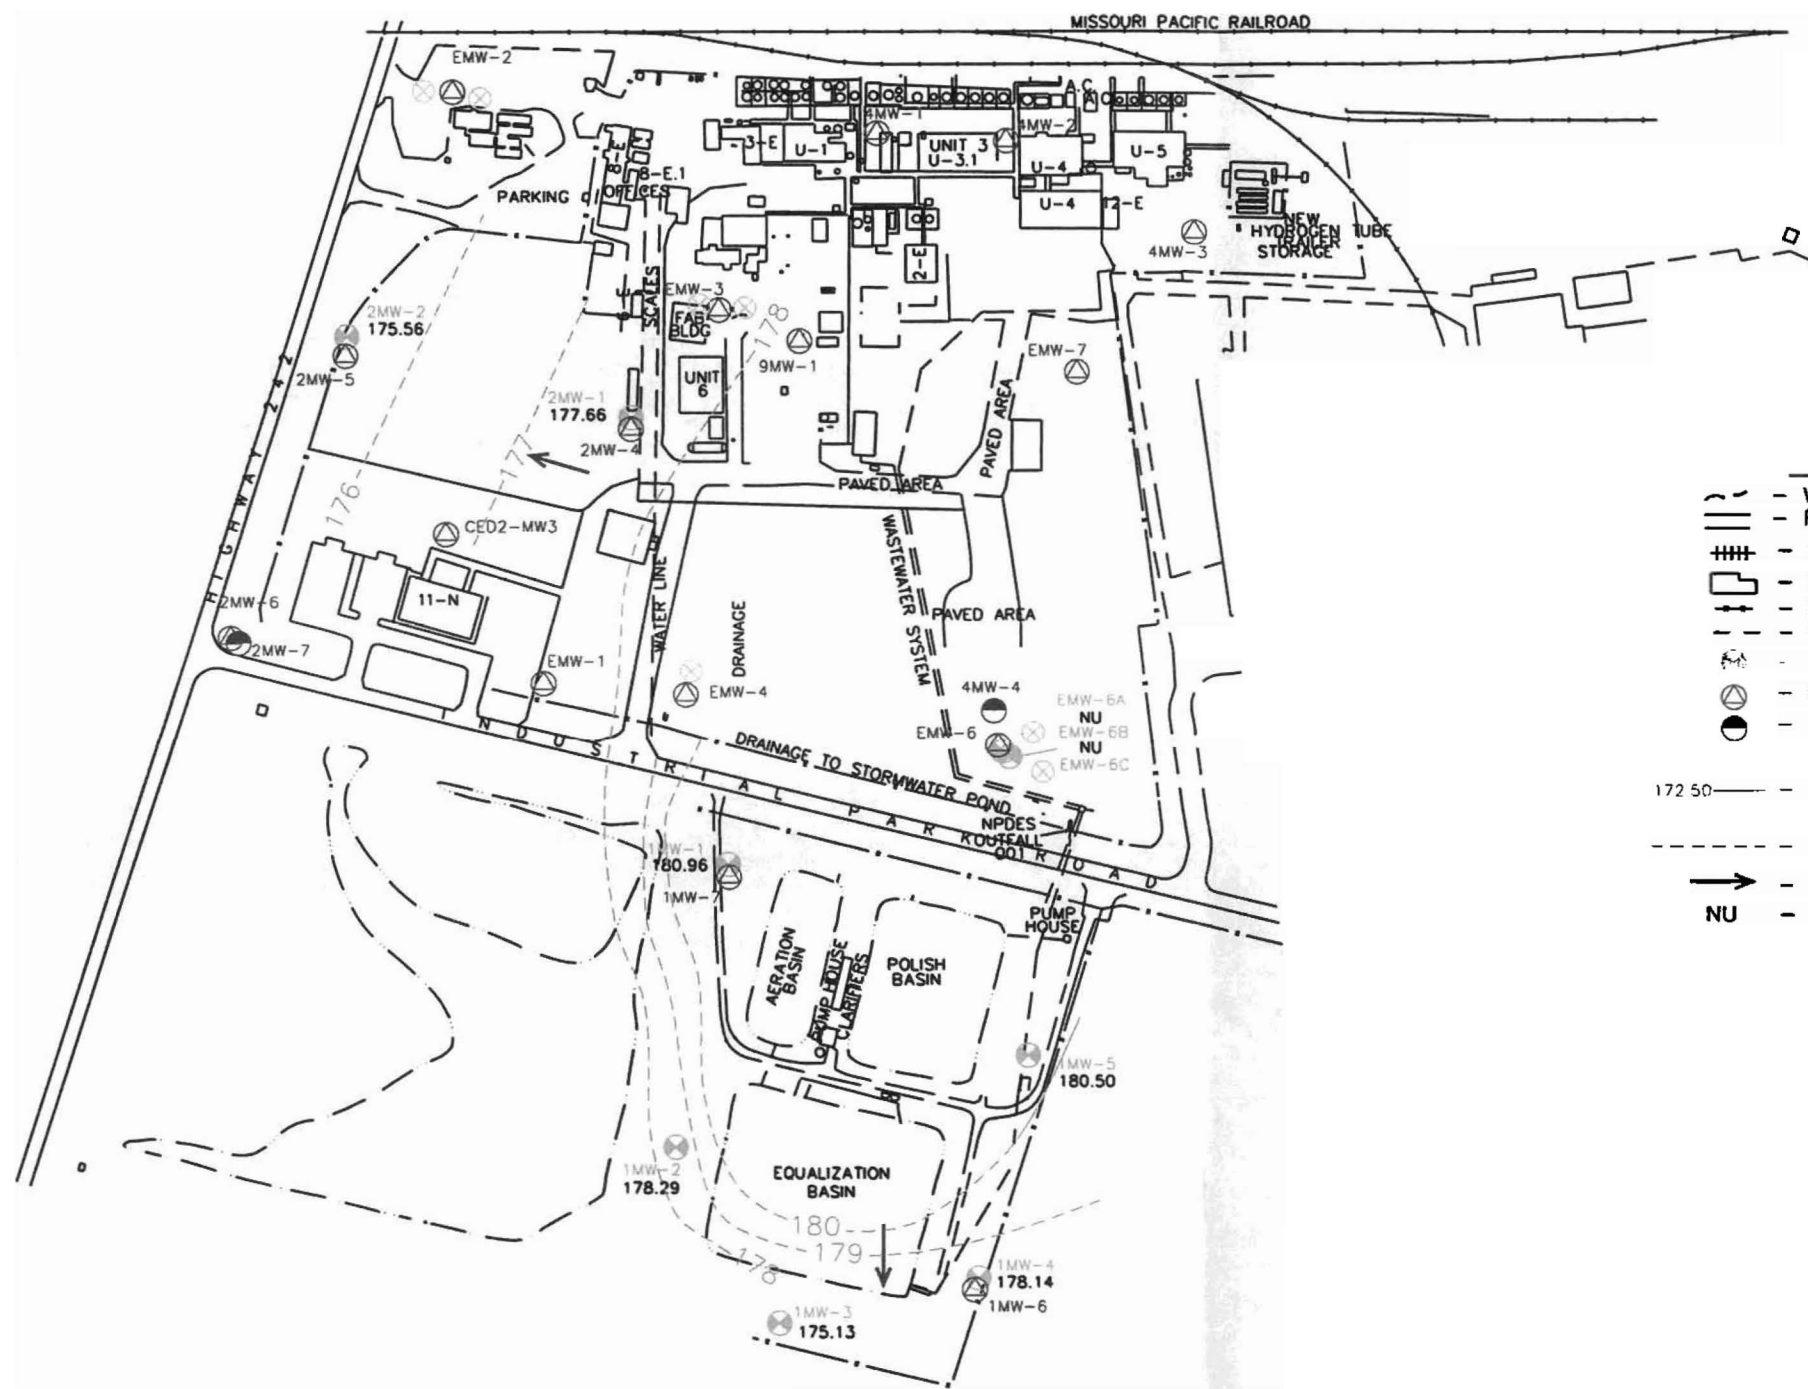 MISSOURI PACIFIC RAILROAD
EMW-2
A.C.
4MW-1
4MW-2
3-E
U-1
UNIT 3
U-3.1
U-4
U-5
8-E
8-E.1
OFFICES
PARKING
U-4
12-E
NEW
HYDROGEN TUBE
TRAILER
STORAGE
4MW-3
2-E
SCALES
EMW-3
FAB
BLDG
178
2MW-2
175.56
2MW-5
9MW-1
EMW-7
UNIT
6
2MW-1
177.66
2MW-4
177
176
PAVED AREA
PAVED AREA
HIGHWAY 242
CED2-MW3
11-N
WATER LINE
WASTEWATER SYSTEM
PAVED AREA
DRAINAGE
2MW-6
2MW-7
EMW-1
EMW-4
4MW-4
EMW-6A
NU
EMW-6
EMW-6B
NU
EMW-6C
DRAINAGE TO STORMWATER POND
INDUSTRIAL PARK ROAD
NPDES
OUTFALL
001
1MW-1
180.96
1MW-7
PUMP
HOUSE
AERATION
BASIN
PUMP HOUSE
CLARIFIERS
POLISH
BASIN
1MW-5
180.50
1MW-2
178.29
EQUALIZATION
BASIN
180
179
178
1MW-4
178.14
1MW-6
1MW-3
175.13
172.50
NU